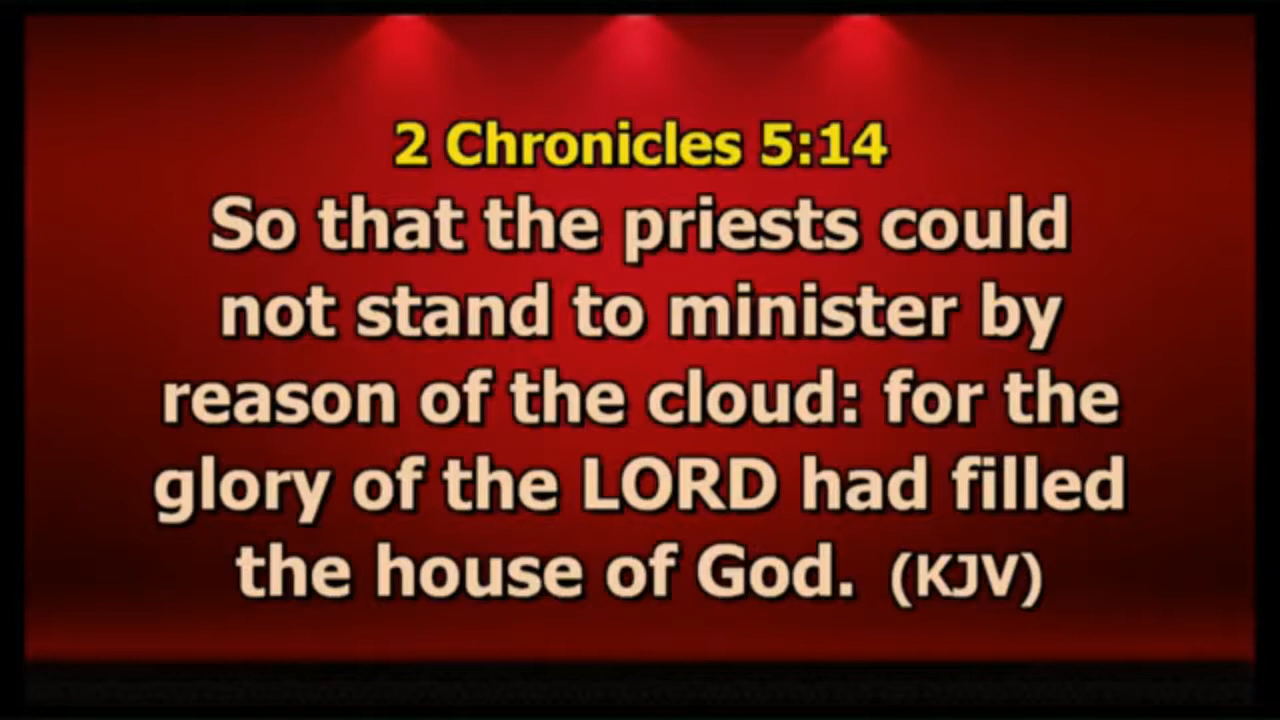 2 Chronicles 5:14
So that the priests could
not stand to minister by
reason of the cloud: for the
glory of the LORD had filled
the house of God. (KJV)